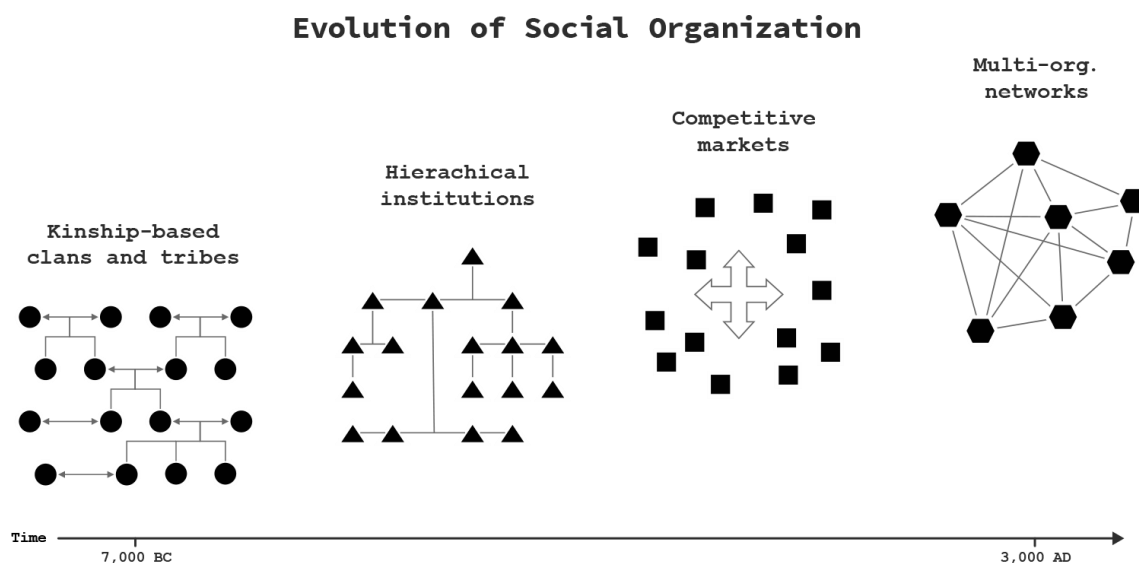 Evolution of Social Organization
Kinship-based
clans and tribes
Hierachical
institutions
Competitive
markets
Multi-org.
networks
Time
7,000 BC
3,000 AD